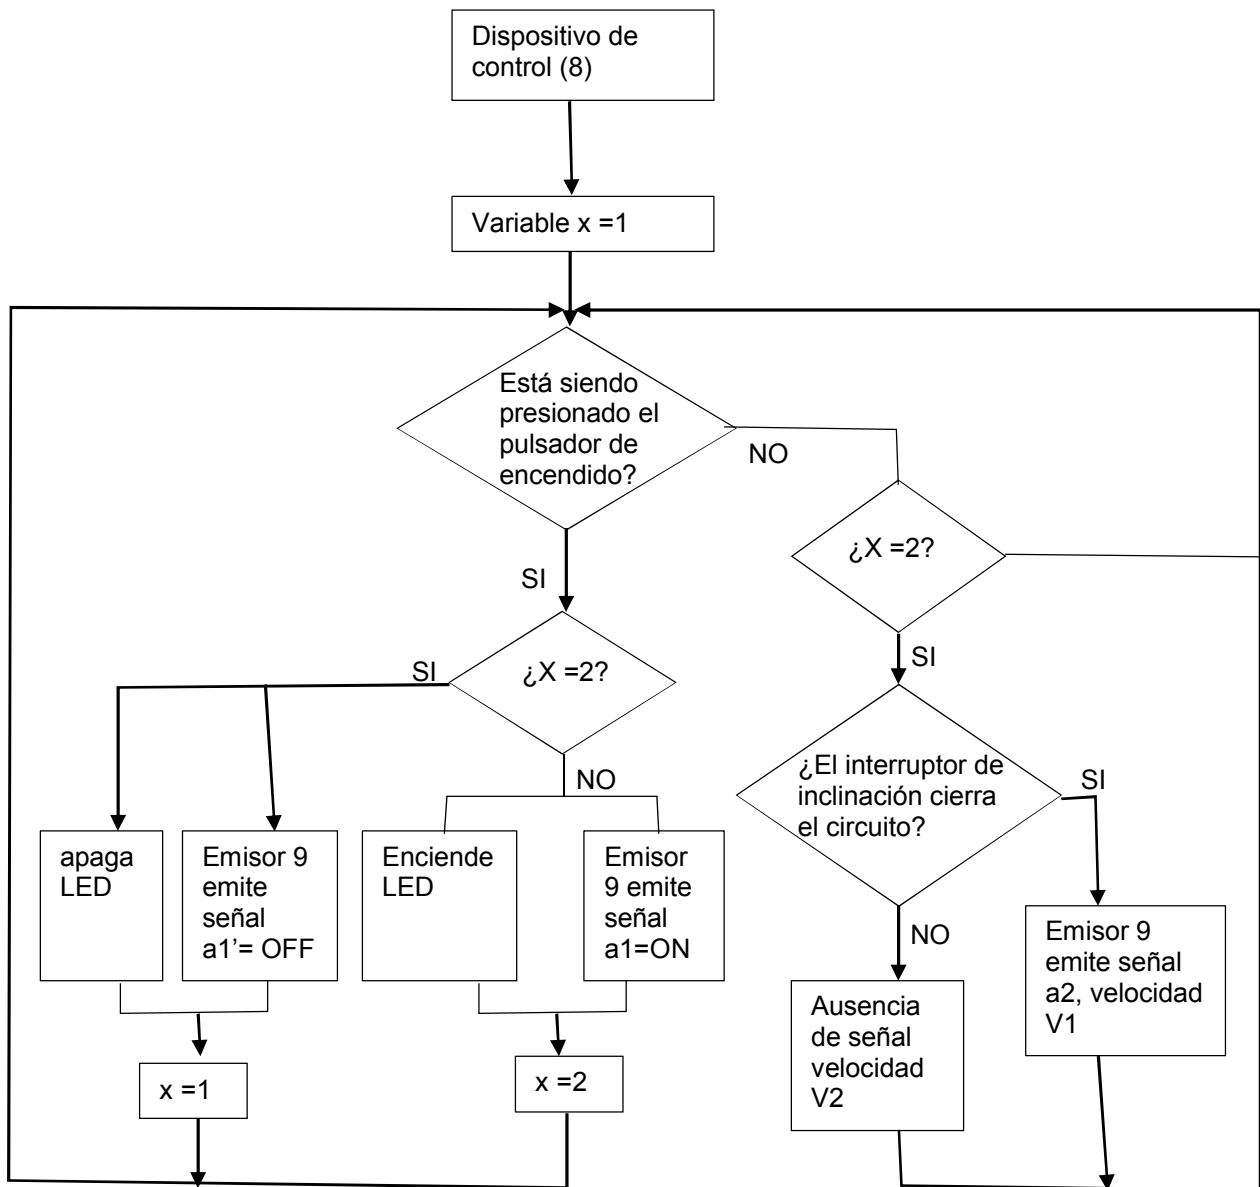 Dispositivo de
control (8)
Variable x =1
Está siendo
presionado el
pulsador de
encendido?
NO
¿X =2?
SI
SI
¿X =2?
SI
NO
¿El interruptor de
inclinación cierra
el circuito?
SI
apaga
LED
Emisor 9
emite
señal
a1’= OFF
Enciende
LED
Emisor
9 emite
señal
a1=ON
NO
Emisor 9
emite señal
a2, velocidad
V1
Ausencia
de señal
velocidad
V2
x =1
x =2